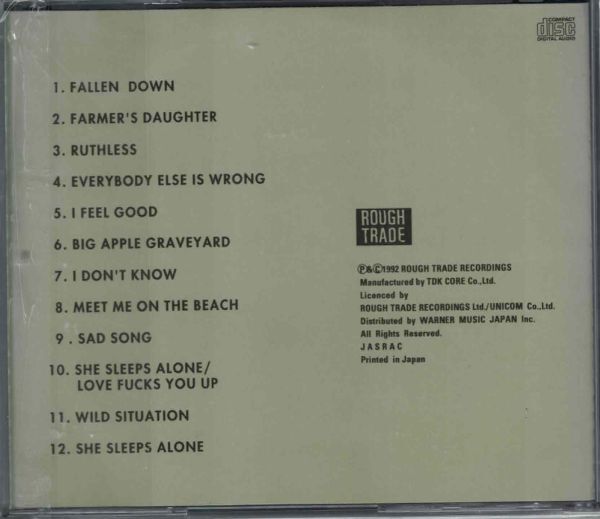 COMPACT
disc
DIGITAL AUDIO
1. FALLEN DOWN
2. FARMER'S DAUGHTER
3. RUTHLESS
4. EVERYBODY ELSE IS WRONG
5. I FEEL GOOD
6. BIG APPLE GRAVEYARD
7. I DON'T KNOW
8. MEET ME ON THE BEACH
9. SAD SONG
10. SHE SLEEPS ALONE/
LOVE FUCKS YOU UP
11. WILD SITUATION
12. SHE SLEEPS ALONE
ROUGH
TRADE
℗&©1992 ROUGH TRADE RECORDINGS
Manufactured by TDK CORE Co.,Ltd.
Licenced by
ROUGH TRADE RECORDINGS Ltd./UNICOM Co.,Ltd.
Distributed by WARNER MUSIC JAPAN Inc.
All Rights Reserved.
JASRAC
Printed in Japan